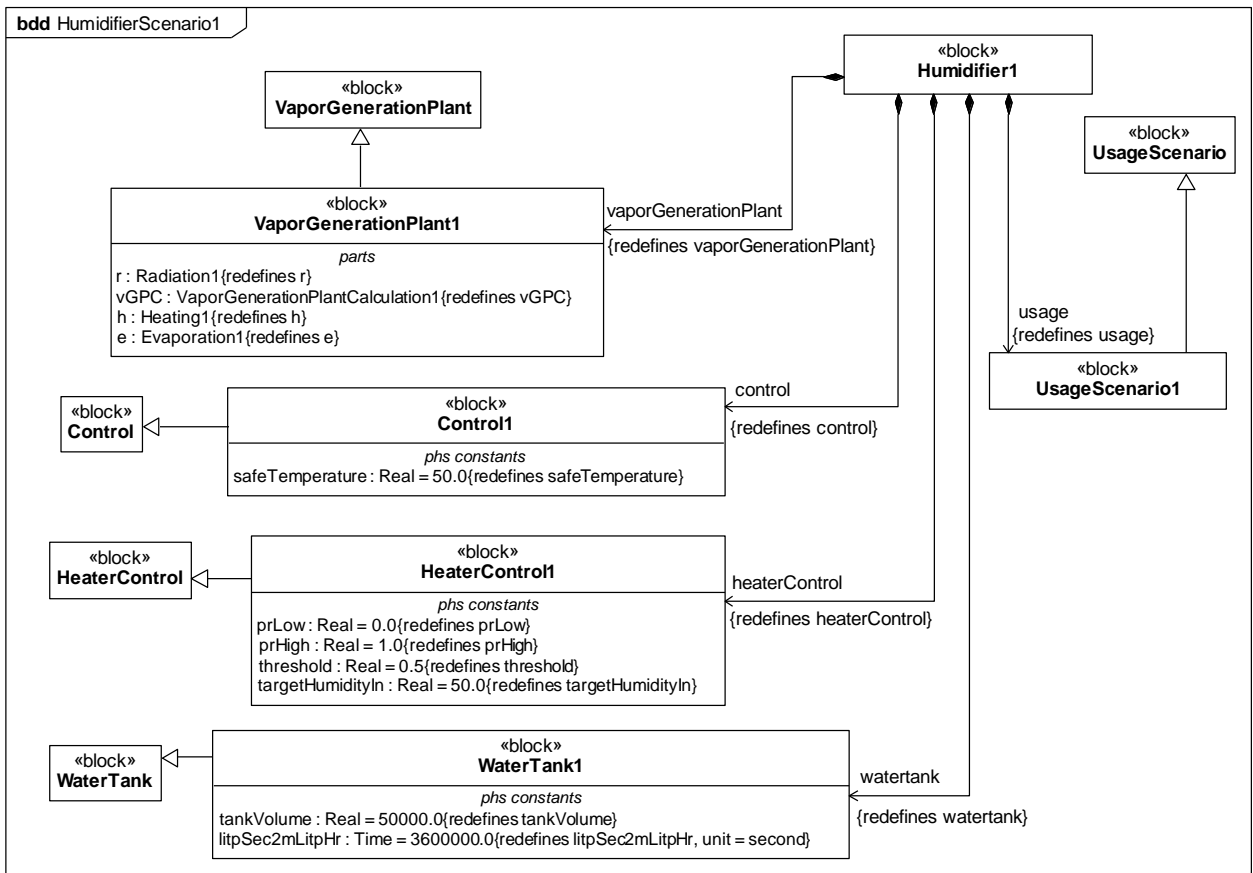 bdd HumidifierScenario1
«block»
Humidifier1
«block»
VaporGenerationPlant
«block»
UsageScenario
«block»
VaporGenerationPlant1
parts
r : Radiation1{redefines r}
vGPC : VaporGenerationPlantCalculation1{redefines vGPC}
h : Heating1{redefines h}
e : Evaporation1{redefines e}
vaporGenerationPlant
{redefines vaporGenerationPlant}
usage
{redefines usage}
«block»
UsageScenario1
«block»
Control
«block»
Control1
phs constants
safeTemperature : Real = 50.0{redefines safeTemperature}
control
{redefines control}
«block»
HeaterControl
«block»
HeaterControl1
phs constants
prLow : Real = 0.0{redefines prLow}
prHigh : Real = 1.0{redefines prHigh}
threshold : Real = 0.5{redefines threshold}
targetHumidityIn : Real = 50.0{redefines targetHumidityIn}
heaterControl
{redefines heaterControl}
«block»
WaterTank
«block»
WaterTank1
phs constants
tankVolume : Real = 50000.0{redefines tankVolume}
litpSec2mLitpHr : Time = 3600000.0{redefines litpSec2mLitpHr, unit = second}
watertank
{redefines watertank}